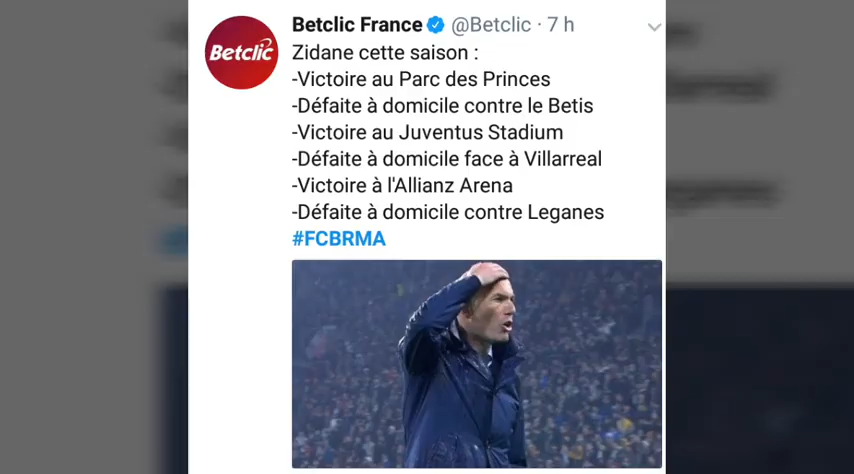 Betclic
Betclic France @Betclic · 7 h
Zidane cette saison :
-Victoire au Parc des Princes
-Défaite à domicile contre le Betis
-Victoire au Juventus Stadium
-Défaite à domicile face à Villarreal
-Victoire à l'Allianz Arena
-Défaite à domicile contre Leganes
#FCBRMA